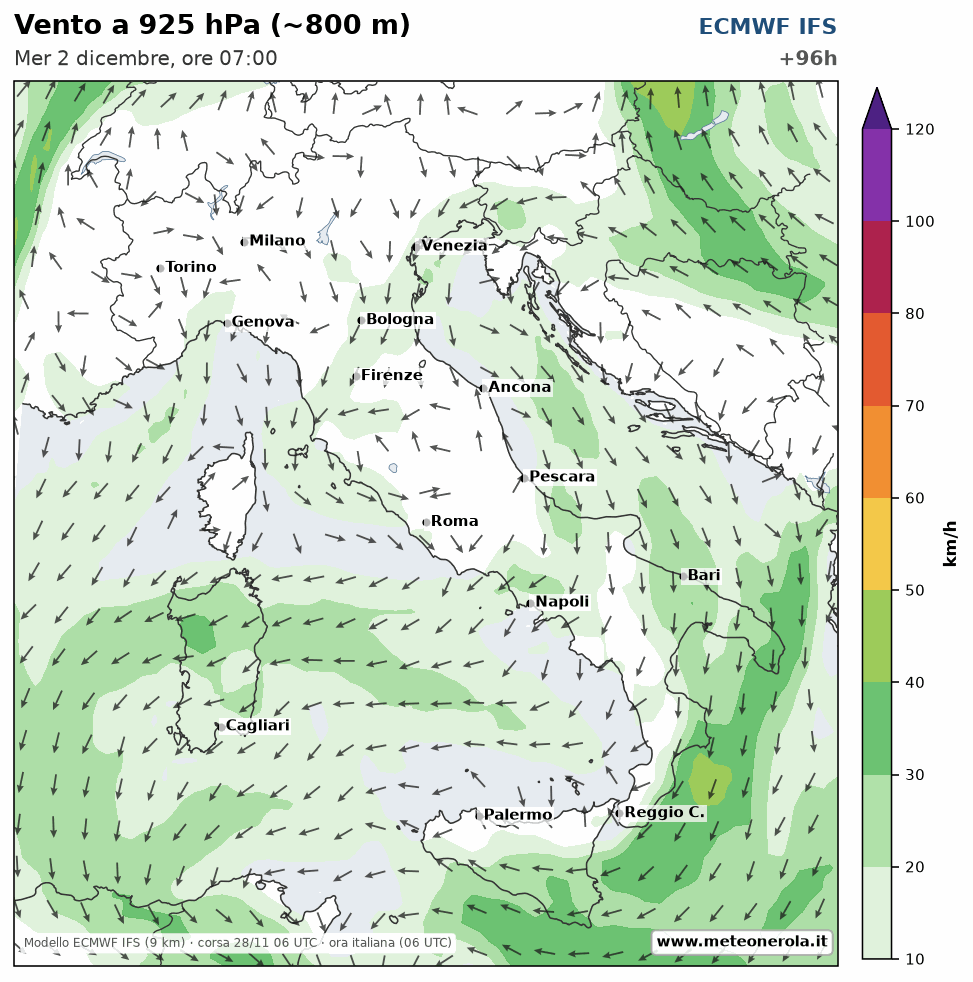 Vento a 925 hPa (~800 m)
ECMWF IFS
Mer 2 dicembre, ore 07:00
+96h
Milano
Venezia
Torino
Genova
Bologna
Firenze
Ancona
Pescara
Roma
Bari
Napoli
Cagliari
Palermo
Reggio C.
120
100
80
70
60
50
40
30
20
10
km/h
Modello ECMWF IFS (9 km) · corsa 28/11 06 UTC · ora italiana (06 UTC)
www.meteonerola.it